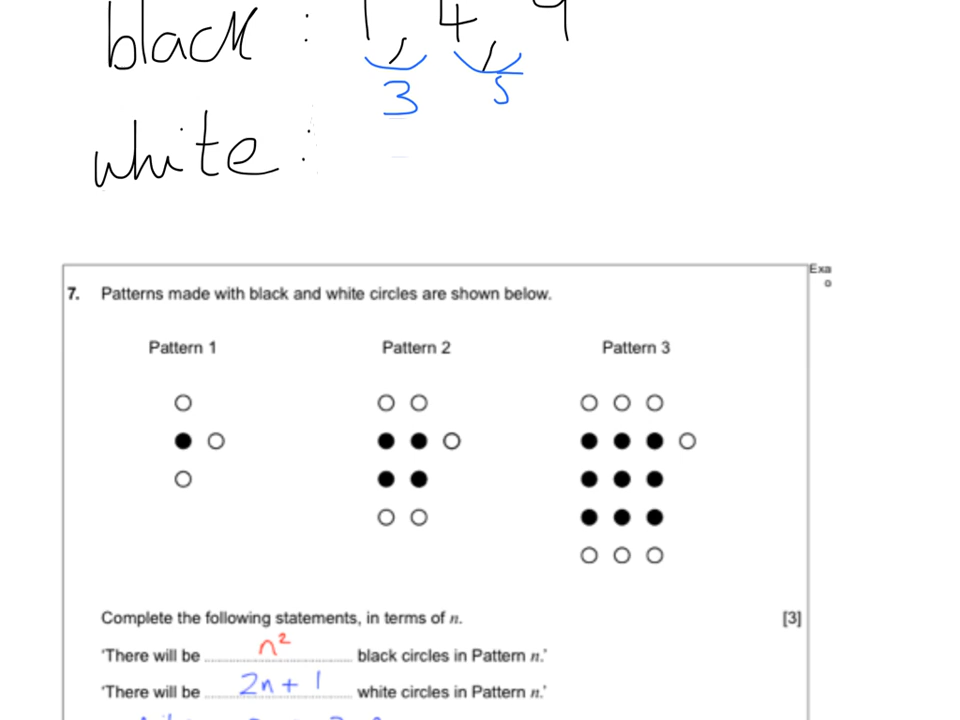 black : 1 , 4 , 9
3 5
white :
Exa
7. Patterns made with black and white circles are shown below.
Pattern 1 Pattern 2 Pattern 3
Complete the following statements, in terms of n. [3]
'There will be n² black circles in Pattern n.'
'There will be 2n + 1 white circles in Pattern n.'